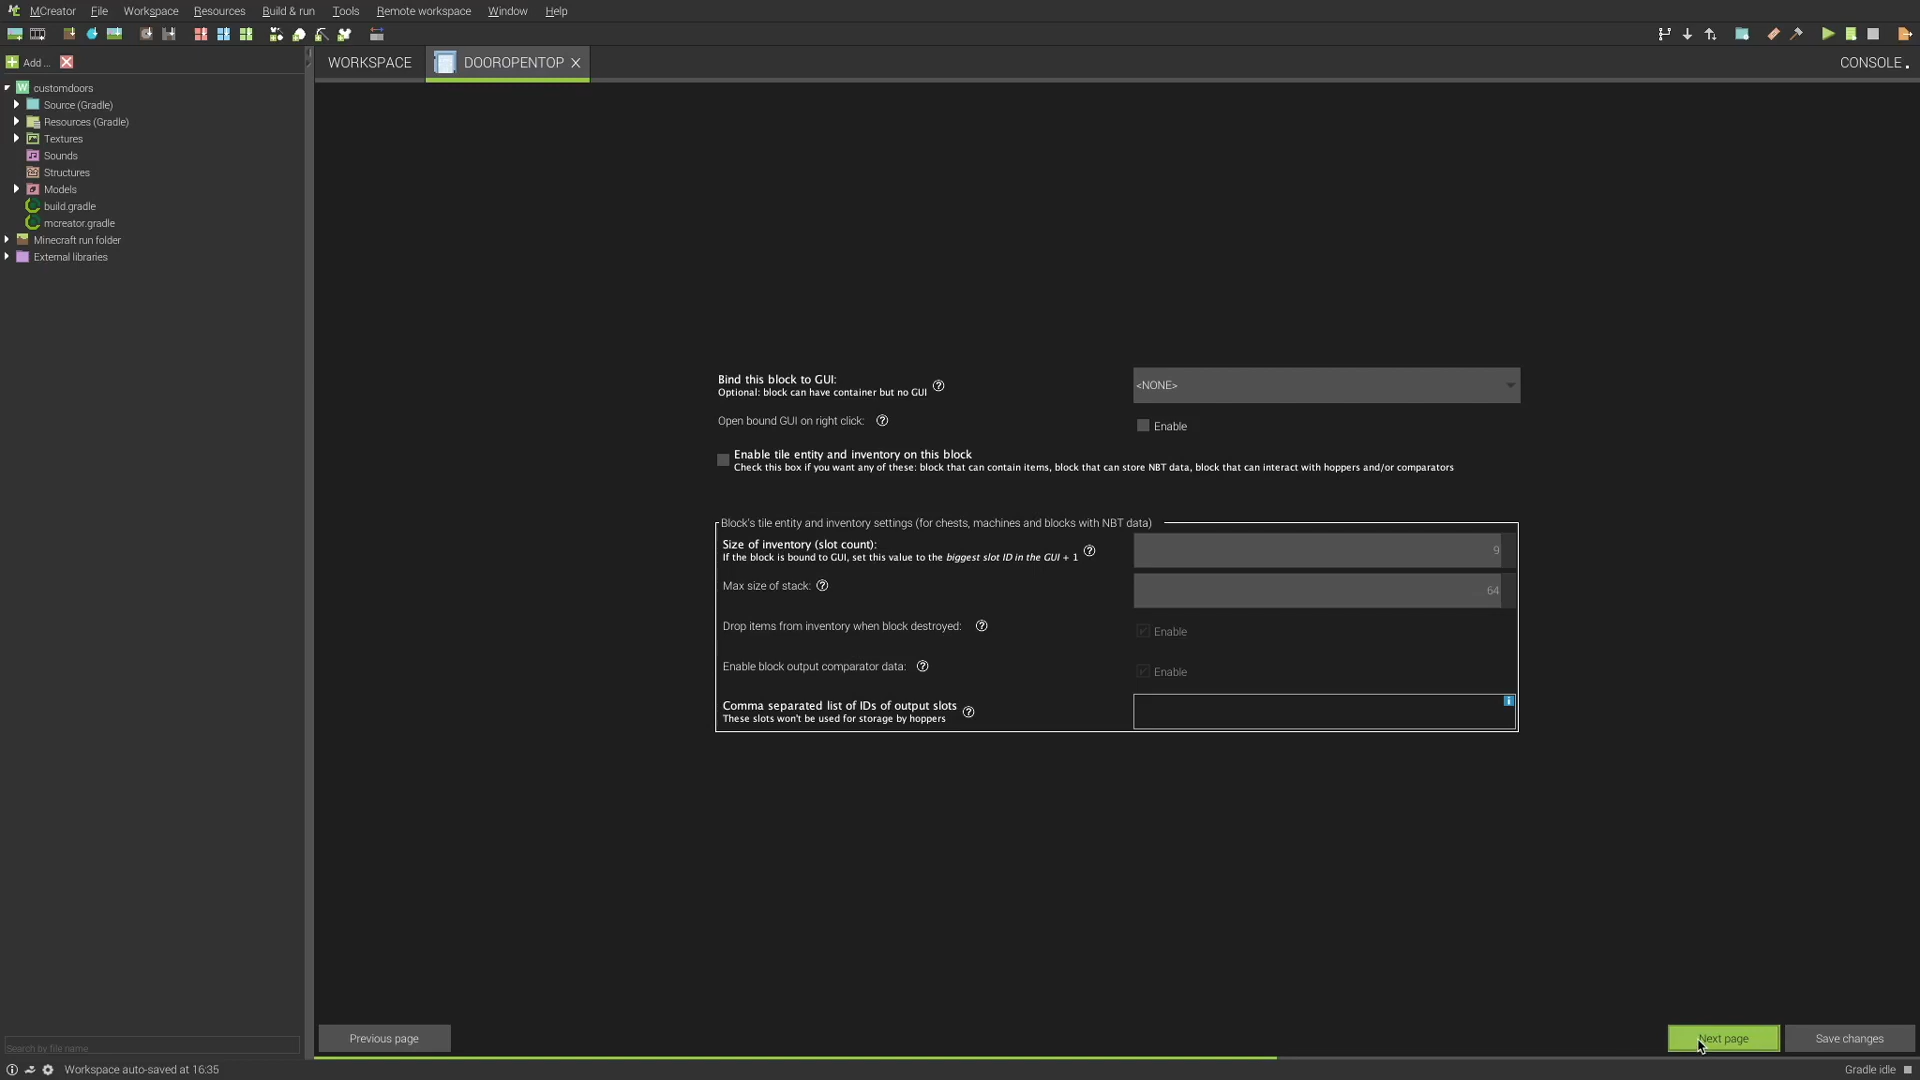 MCreator File Workspace Resources Build & run Tools Remote workspace Window Help
Add ...
WORKSPACE DOOROPENTOP CONSOLE
customdoors
Source (Gradle)
Resources (Gradle)
Textures
Sounds
Structures
Models
build.gradle
mcreator.gradle
Minecraft run folder
External libraries
Bind this block to GUI:
Optional: block can have container but no GUI
<NONE>
Open bound GUI on right click:
Enable
Enable tile entity and inventory on this block
Check this box if you want any of these: block that can contain items, block that can store NBT data, block that can interact with hoppers and/or comparators
Block's tile entity and inventory settings (for chests, machines and blocks with NBT data)
Size of inventory (slot count):
If the block is bound to GUI, set this value to the biggest slot ID in the GUI + 1
9
Max size of stack:
64
Drop items from inventory when block destroyed:
Enable
Enable block output comparator data:
Enable
Comma separated list of IDs of output slots
These slots won't be used for storage by hoppers
Previous page
Next page
Save changes
Search by file name
Workspace auto-saved at 16:35
Gradle idle